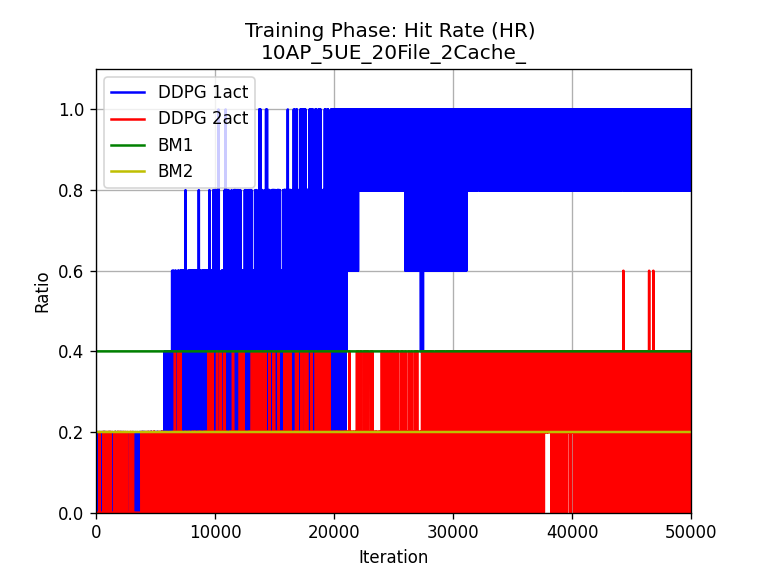 Training Phase: Hit Rate (HR)
10AP_5UE_20File_2Cache_
DDPG 1act
DDPG 2act
BM1
BM2
1.0
0.8
0.6
0.4
0.2
0.0
Ratio
0 10000 20000 30000 40000 50000
Iteration